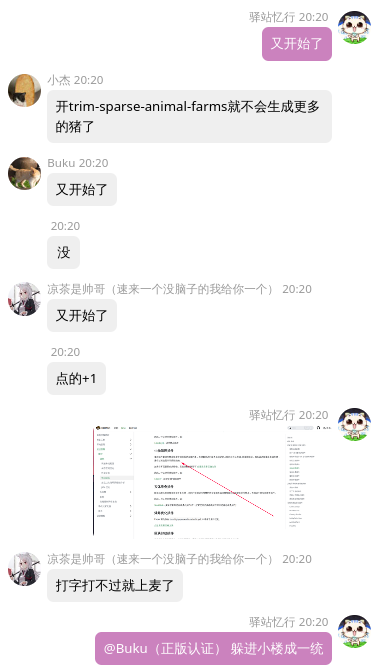 驿站忆行 20:20
又开始了
小杰 20:20
开trim-sparse-animal-farms就不会生成更多
的猪了
Buku 20:20
又开始了
20:20
没
凉茶是帅哥（速来一个没脑子的我给你一个） 20:20
又开始了
20:20
点的+1
驿站忆行 20:20
凉茶是帅哥（速来一个没脑子的我给你一个） 20:20
打字打不过就上麦了
驿站忆行 20:20
@Buku（正版认证） 躲进小楼成一统